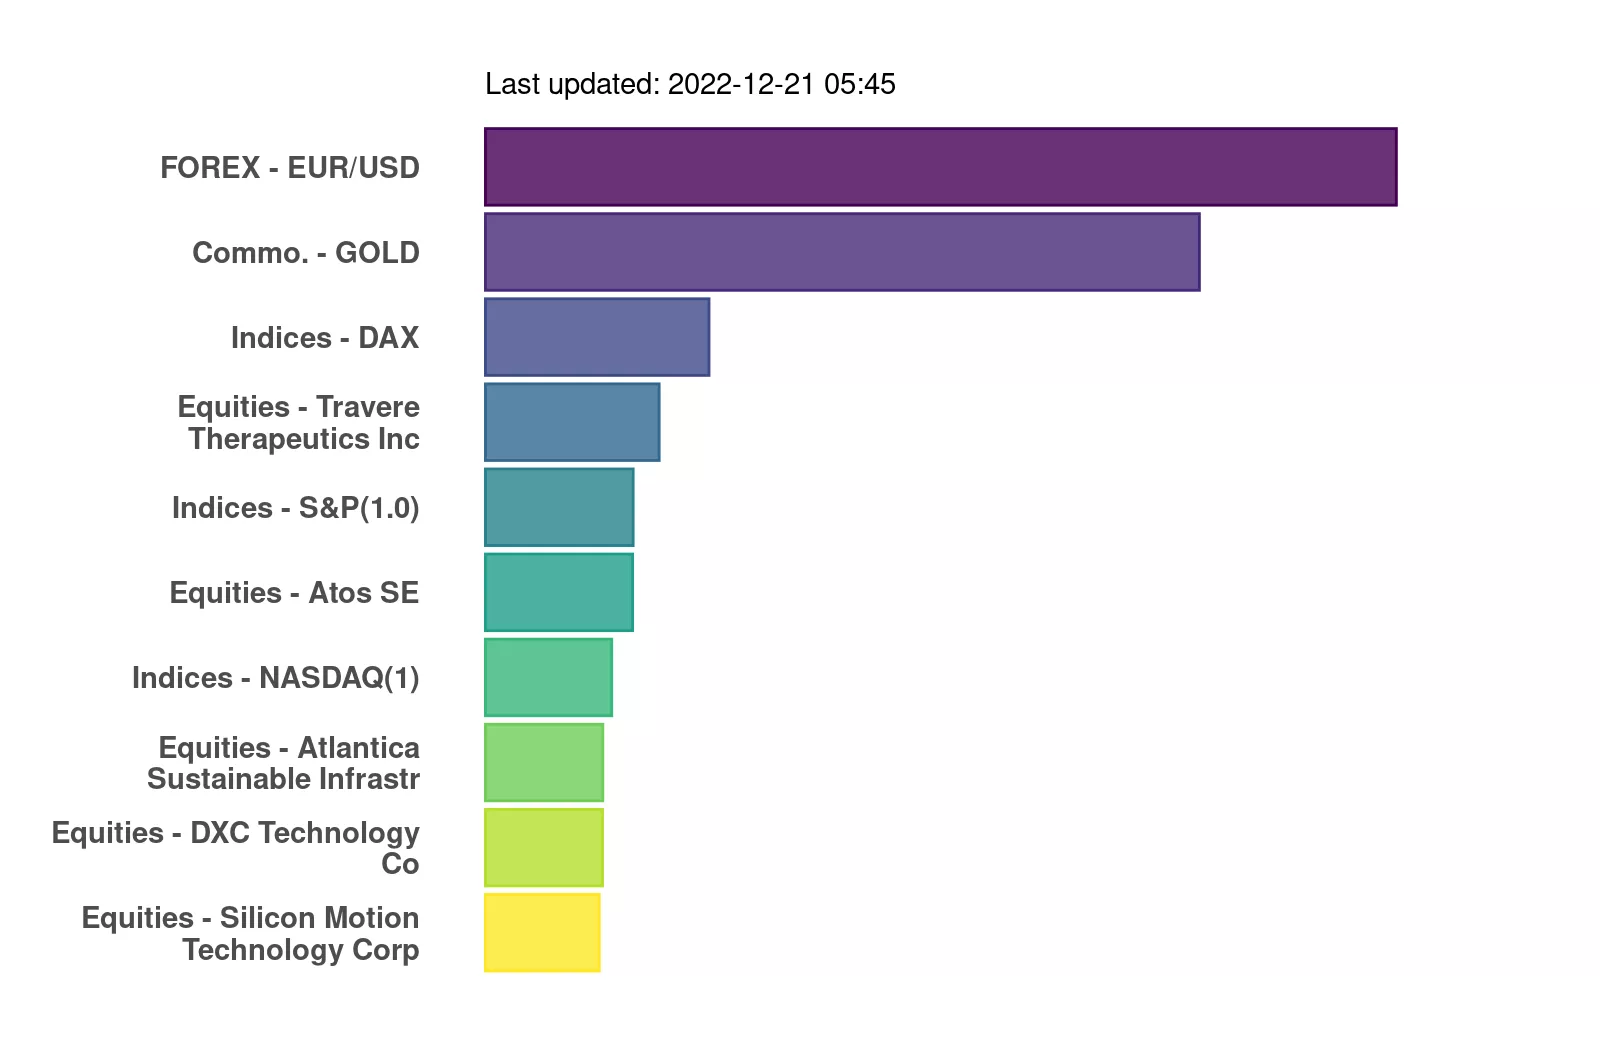 Last updated: 2022-12-21 05:45
FOREX - EUR/USD
Commo. - GOLD
Indices - DAX
Equities - Travere
Therapeutics Inc
Indices - S&P(1.0)
Equities - Atos SE
Indices - NASDAQ(1)
Equities - Atlantica
Sustainable Infrastr
Equities - DXC Technology
Co
Equities - Silicon Motion
Technology Corp